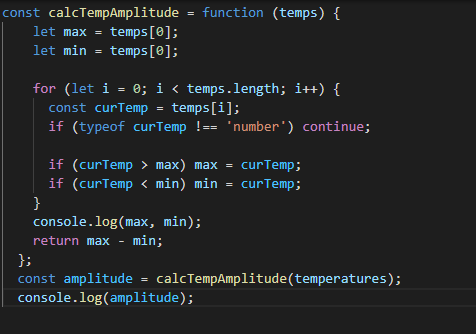 const calcTempAmplitude = function (temps) {
let max = temps[0];
let min = temps[0];
for (let i = 0; i < temps.length; i++) {
const curTemp = temps[i];
if (typeof curTemp !== 'number') continue;
if (curTemp > max) max = curTemp;
if (curTemp < min) min = curTemp;
}
console.log(max, min);
return max - min;
};
const amplitude = calcTempAmplitude(temperatures);
console.log(amplitude);